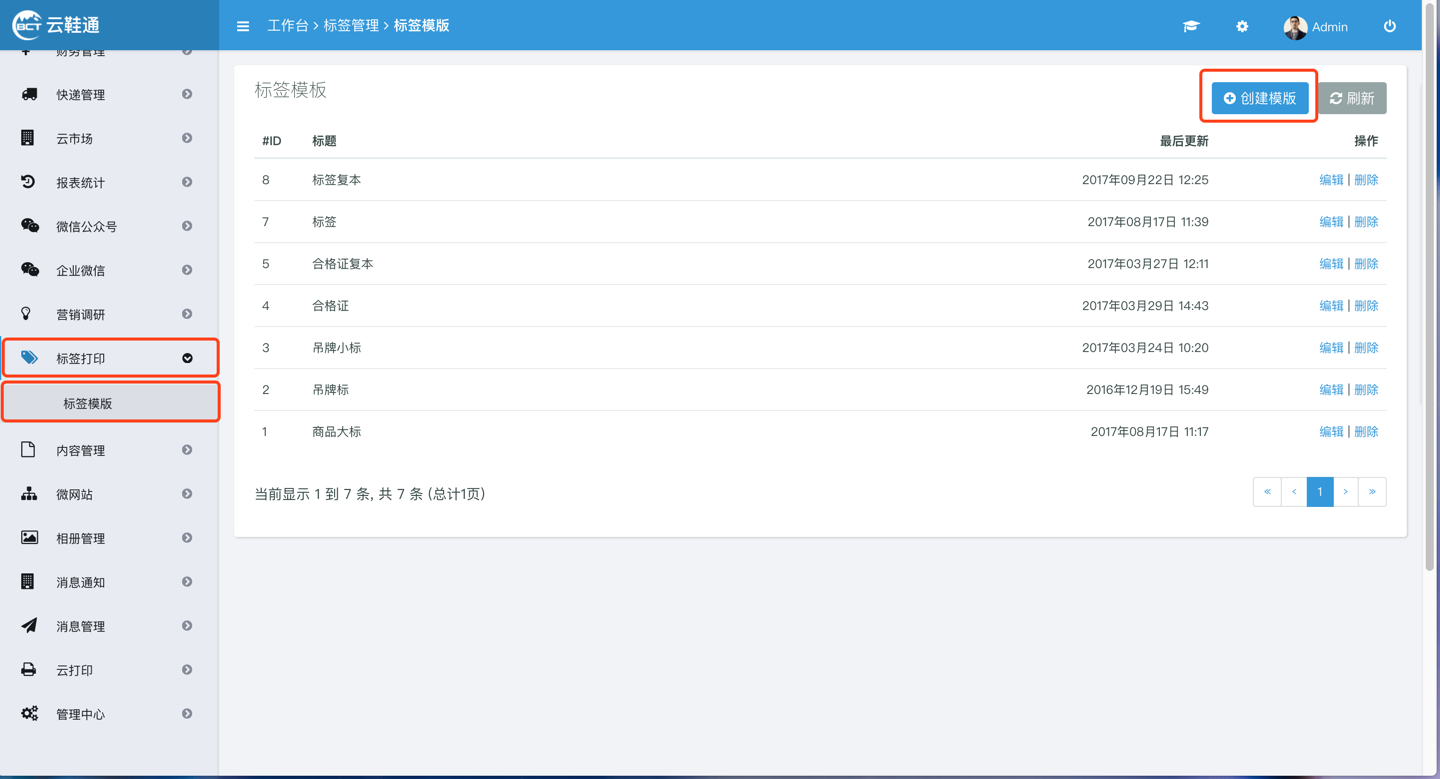 BCT 云鞋通
工作台 > 标签管理 > 标签模版
Admin
财务管理
快递管理
云市场
报表统计
微信公众号
企业微信
营销调研
标签打印
标签模版
内容管理
微网站
相册管理
消息通知
消息管理
云打印
管理中心
标签模板
创建模版
刷新
#ID 标题 最后更新 操作
8 标签复本 2017年09月22日 12:25 编辑 | 删除
7 标签 2017年08月17日 11:39 编辑 | 删除
5 合格证复本 2017年03月27日 12:11 编辑 | 删除
4 合格证 2017年03月29日 14:43 编辑 | 删除
3 吊牌小标 2017年03月24日 10:20 编辑 | 删除
2 吊牌标 2016年12月19日 15:49 编辑 | 删除
1 商品大标 2017年08月17日 11:17 编辑 | 删除
当前显示 1 到 7 条, 共 7 条 (总计1页)
« ‹ 1 › »